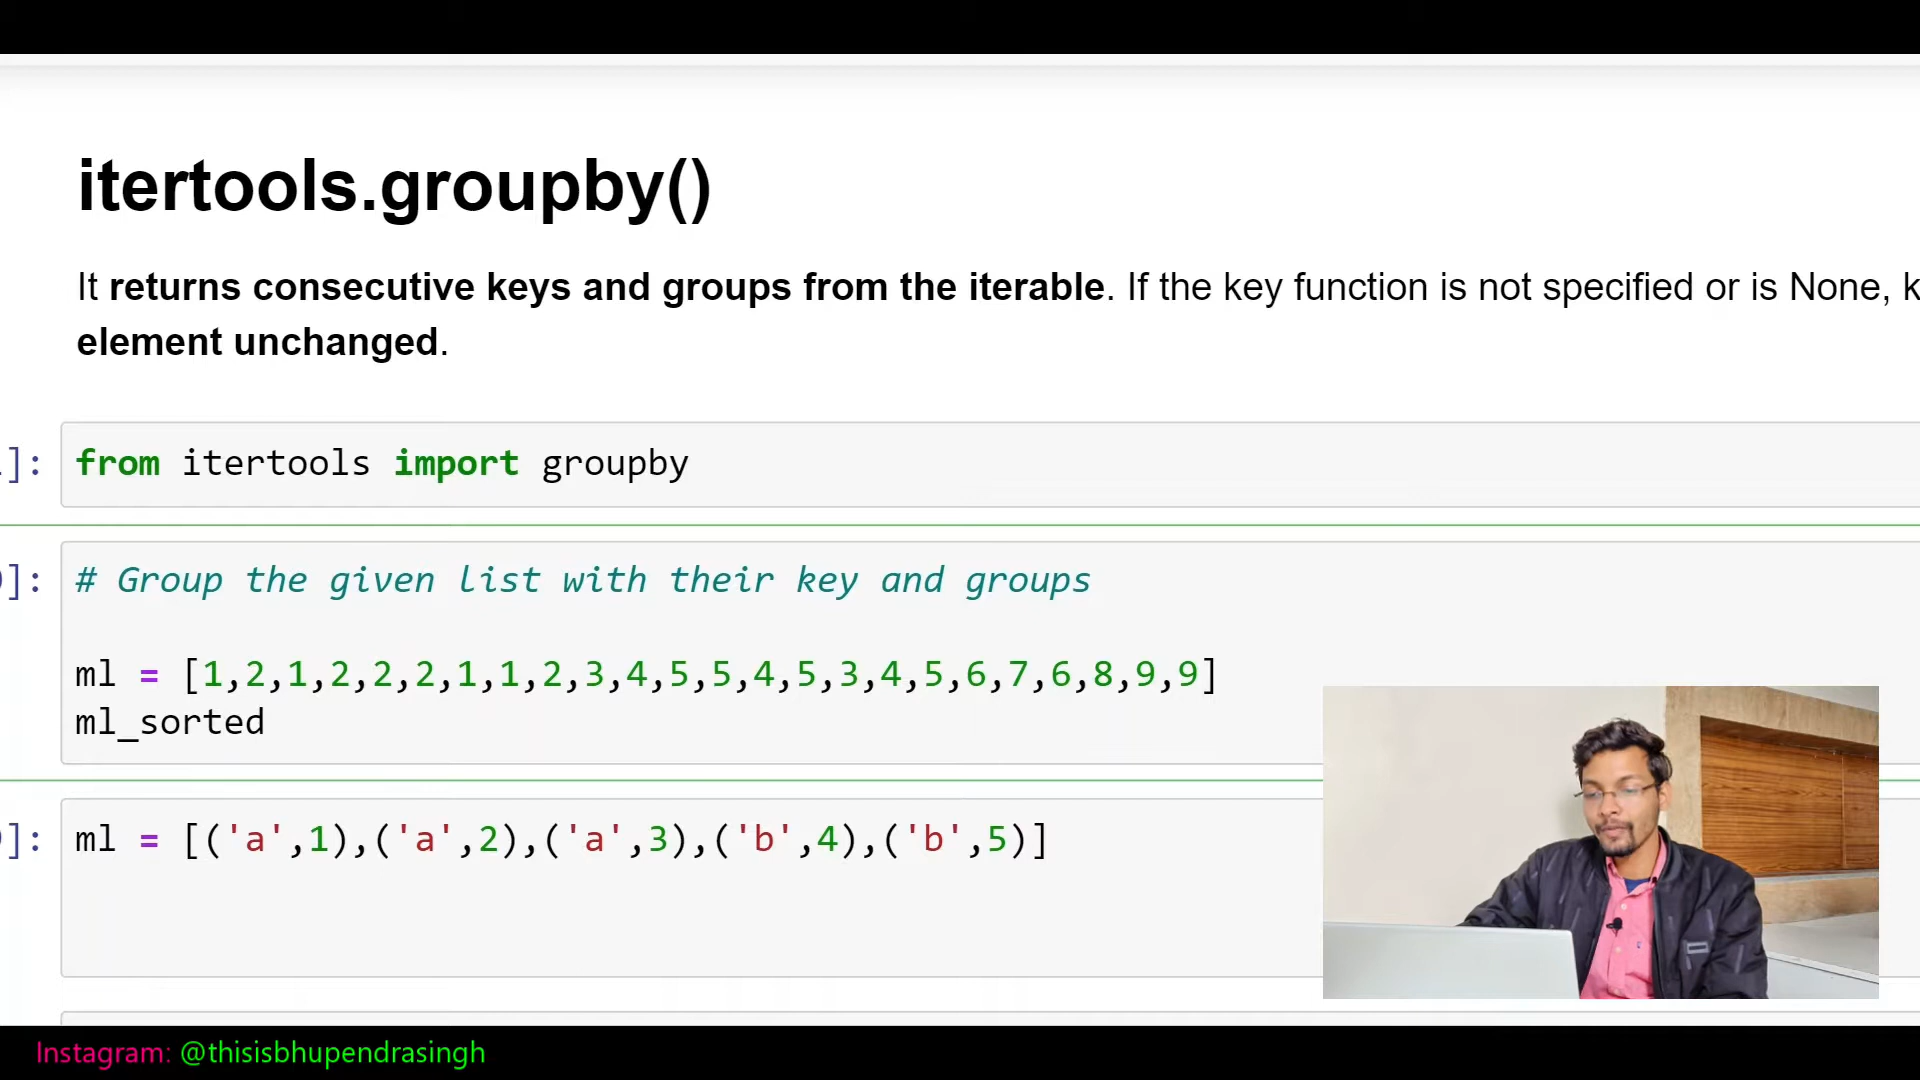 itertools.groupby()
It returns consecutive keys and groups from the iterable. If the key function is not specified or is None, k
element unchanged.
]: from itertools import groupby
]: # Group the given list with their key and groups
ml = [1,2,1,2,2,2,1,1,2,3,4,5,5,4,5,3,4,5,6,7,6,8,9,9]
ml_sorted
]: ml = [('a',1),('a',2),('a',3),('b',4),('b',5)]
Instagram: @thisisbhupendrasingh